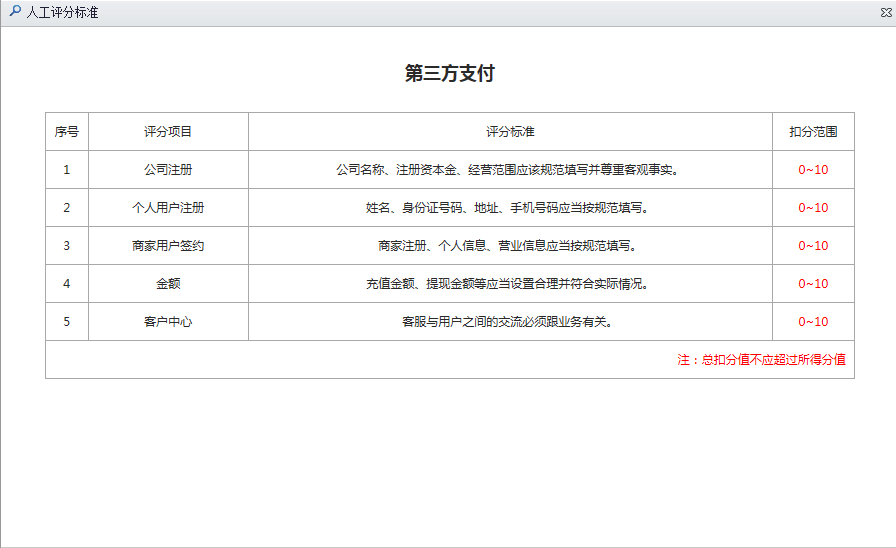 人工评分标准
第三方支付
序号 评分项目 评分标准 扣分范围
1 公司注册 公司名称、注册资本金、经营范围应该规范填写并尊重客观事实。 0~10
2 个人用户注册 姓名、身份证号码、地址、手机号码应当按规范填写。 0~10
3 商家用户签约 商家注册、个人信息、营业信息应当按规范填写。 0~10
4 金额 充值金额、提现金额等应当设置合理并符合实际情况。 0~10
5 客户中心 客服与用户之间的交流必须跟业务有关。 0~10
注：总扣分值不应超过所得分值